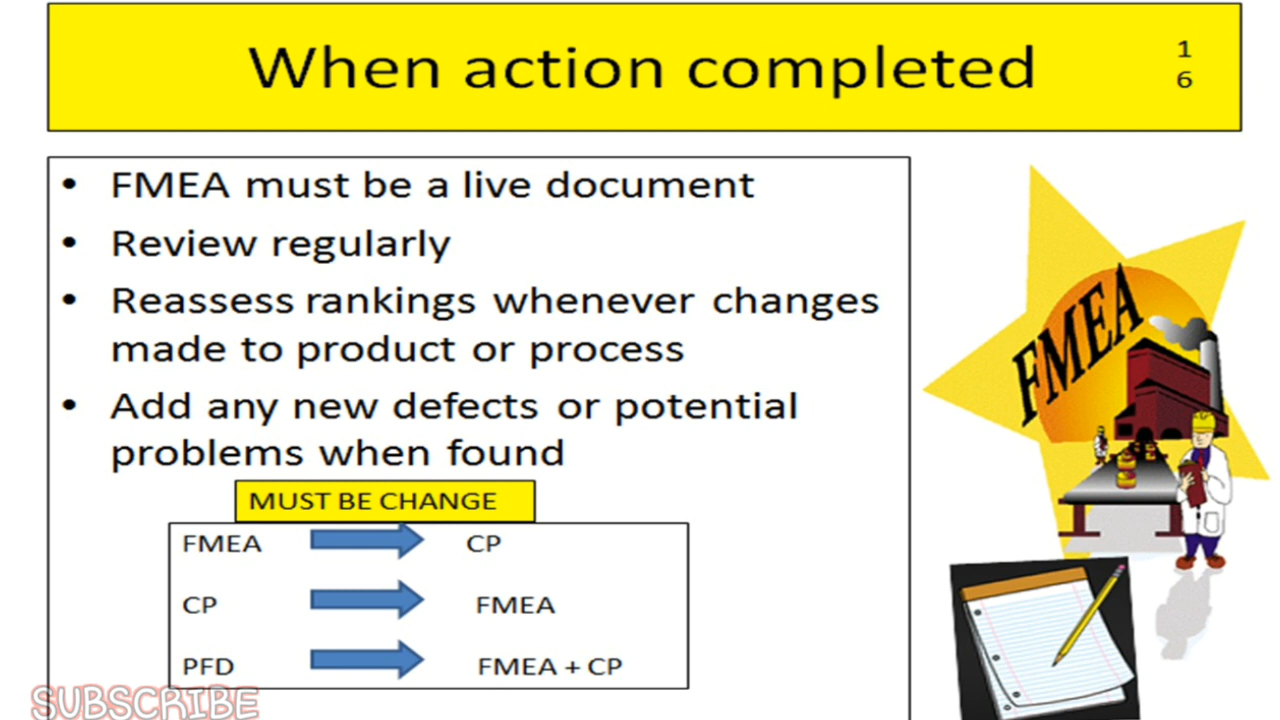 When action completed
1
6
• FMEA must be a live document
• Review regularly
• Reassess rankings whenever changes
made to product or process
• Add any new defects or potential
problems when found
MUST BE CHANGE
FMEA CP
CP FMEA
PFD FMEA + CP
FMEA
SUBSCRIBE